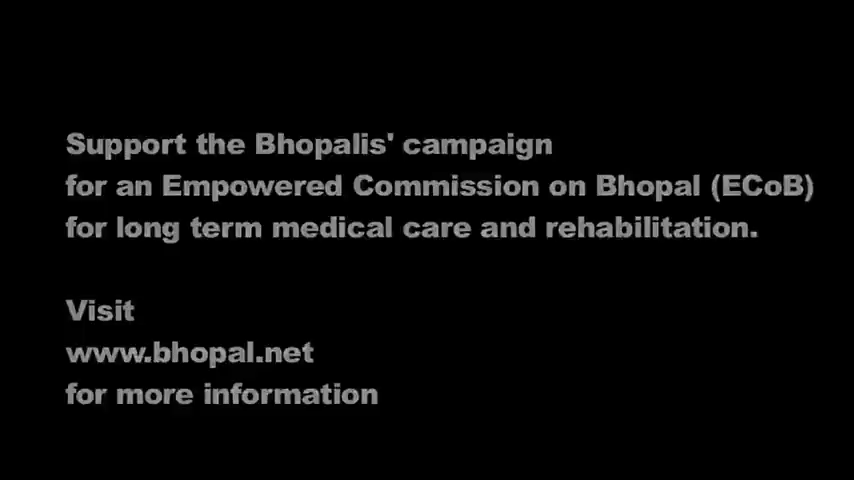 Support the Bhopalis' campaign
for an Empowered Commission on Bhopal (ECoB)
for long term medical care and rehabilitation.
Visit
www.bhopal.net
for more information